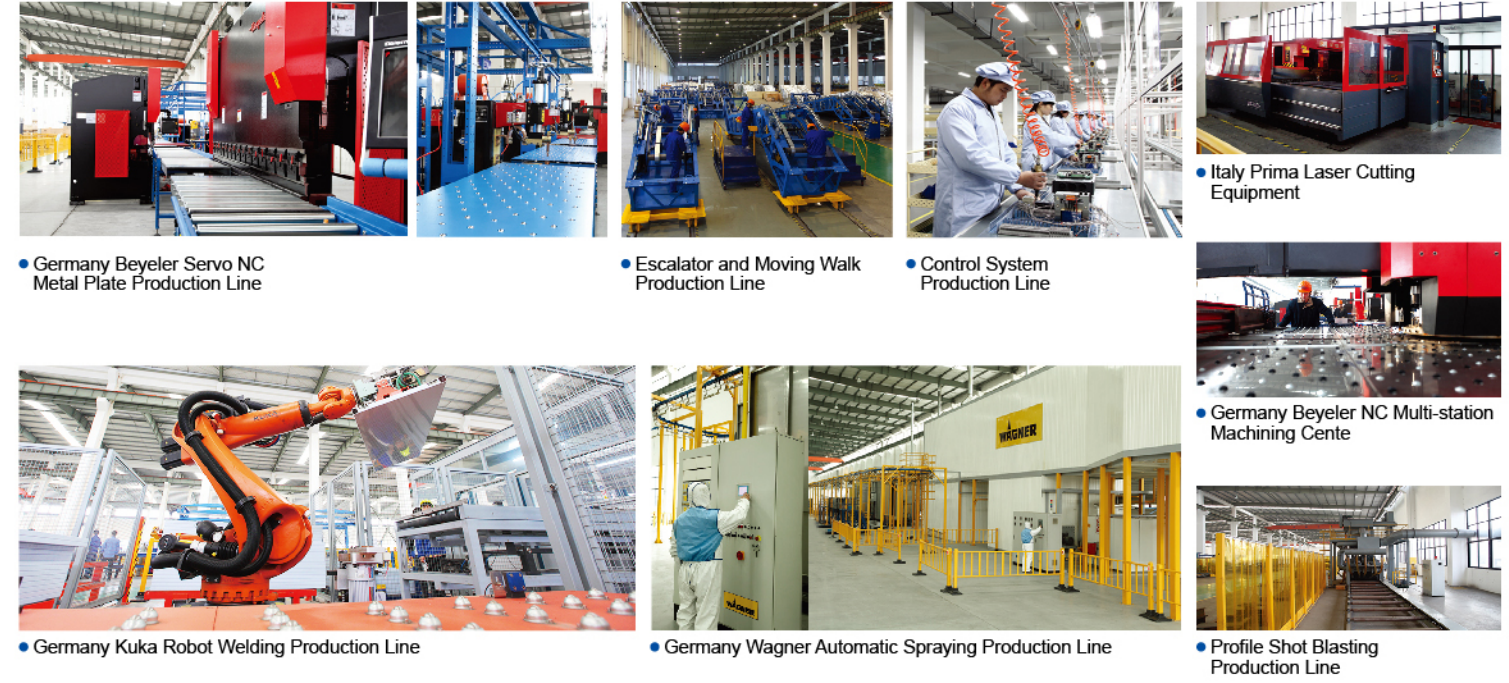 Germany Beyeler Servo NC
Metal Plate Production Line
Escalator and Moving Walk
Production Line
Control System
Production Line
Italy Prima Laser Cutting
Equipment
Germany Beyeler NC Multi-station
Machining Cente
Germany Kuka Robot Welding Production Line
WAGNER
WAGNER
Germany Wagner Automatic Spraying Production Line
Profile Shot Blasting
Production Line